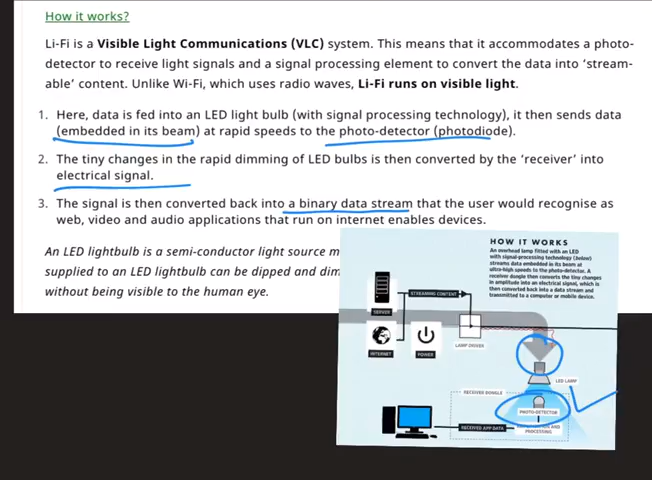 How it works?
Li-Fi is a Visible Light Communications (VLC) system. This means that it accommodates a photo-
detector to receive light signals and a signal processing element to convert the data into ‘stream-
able’ content. Unlike Wi-Fi, which uses radio waves, Li-Fi runs on visible light.
1. Here, data is fed into an LED light bulb (with signal processing technology), it then sends data
(embedded in its beam) at rapid speeds to the photo-detector (photodiode).
2. The tiny changes in the rapid dimming of LED bulbs is then converted by the ‘receiver’ into
electrical signal.
3. The signal is then converted back into a binary data stream that the user would recognise as
web, video and audio applications that run on internet enables devices.
An LED lightbulb is a semi-conductor light source
supplied to an LED lightbulb can be dipped and
without being visible to the human eye.
HOW IT WORKS
An overhead lamp fitted with an LED
with signal-processing technology (below)
streams data embedded in its beam at
ultra-high speeds to the photo-detector. A
receiver dongle then converts the tiny changes
in amplitude into an electrical signal, which is
then converted back into a data stream and
transmitted to a computer or mobile device.
STREAMING CONTENT
SERVER
INTERNET
POWER
LAMP DRIVER
LED LAMP
RECEIVER DONGLE
PHOTO-DETECTOR
RECEIVED APP DATA
AND
PROCESSING